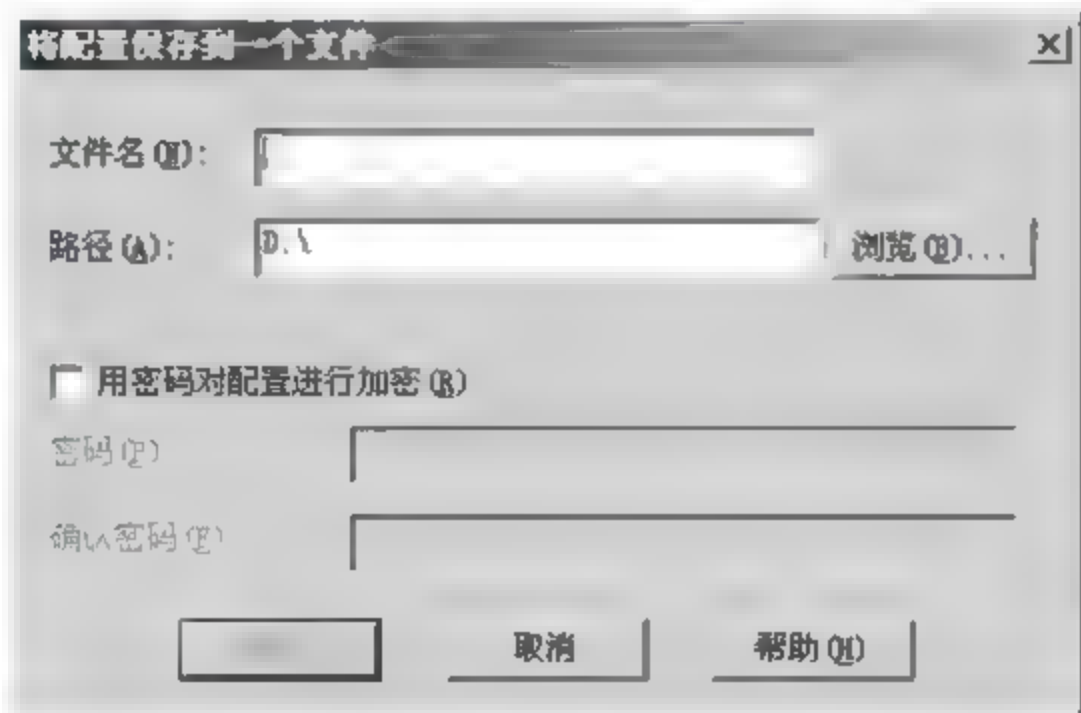 将配置保存到一个文件
文件名(N):
路径(A): D:\ 浏览(B)...
用密码对配置进行加密(R)
密码(P)
确认密码(F)
取消 帮助(H)